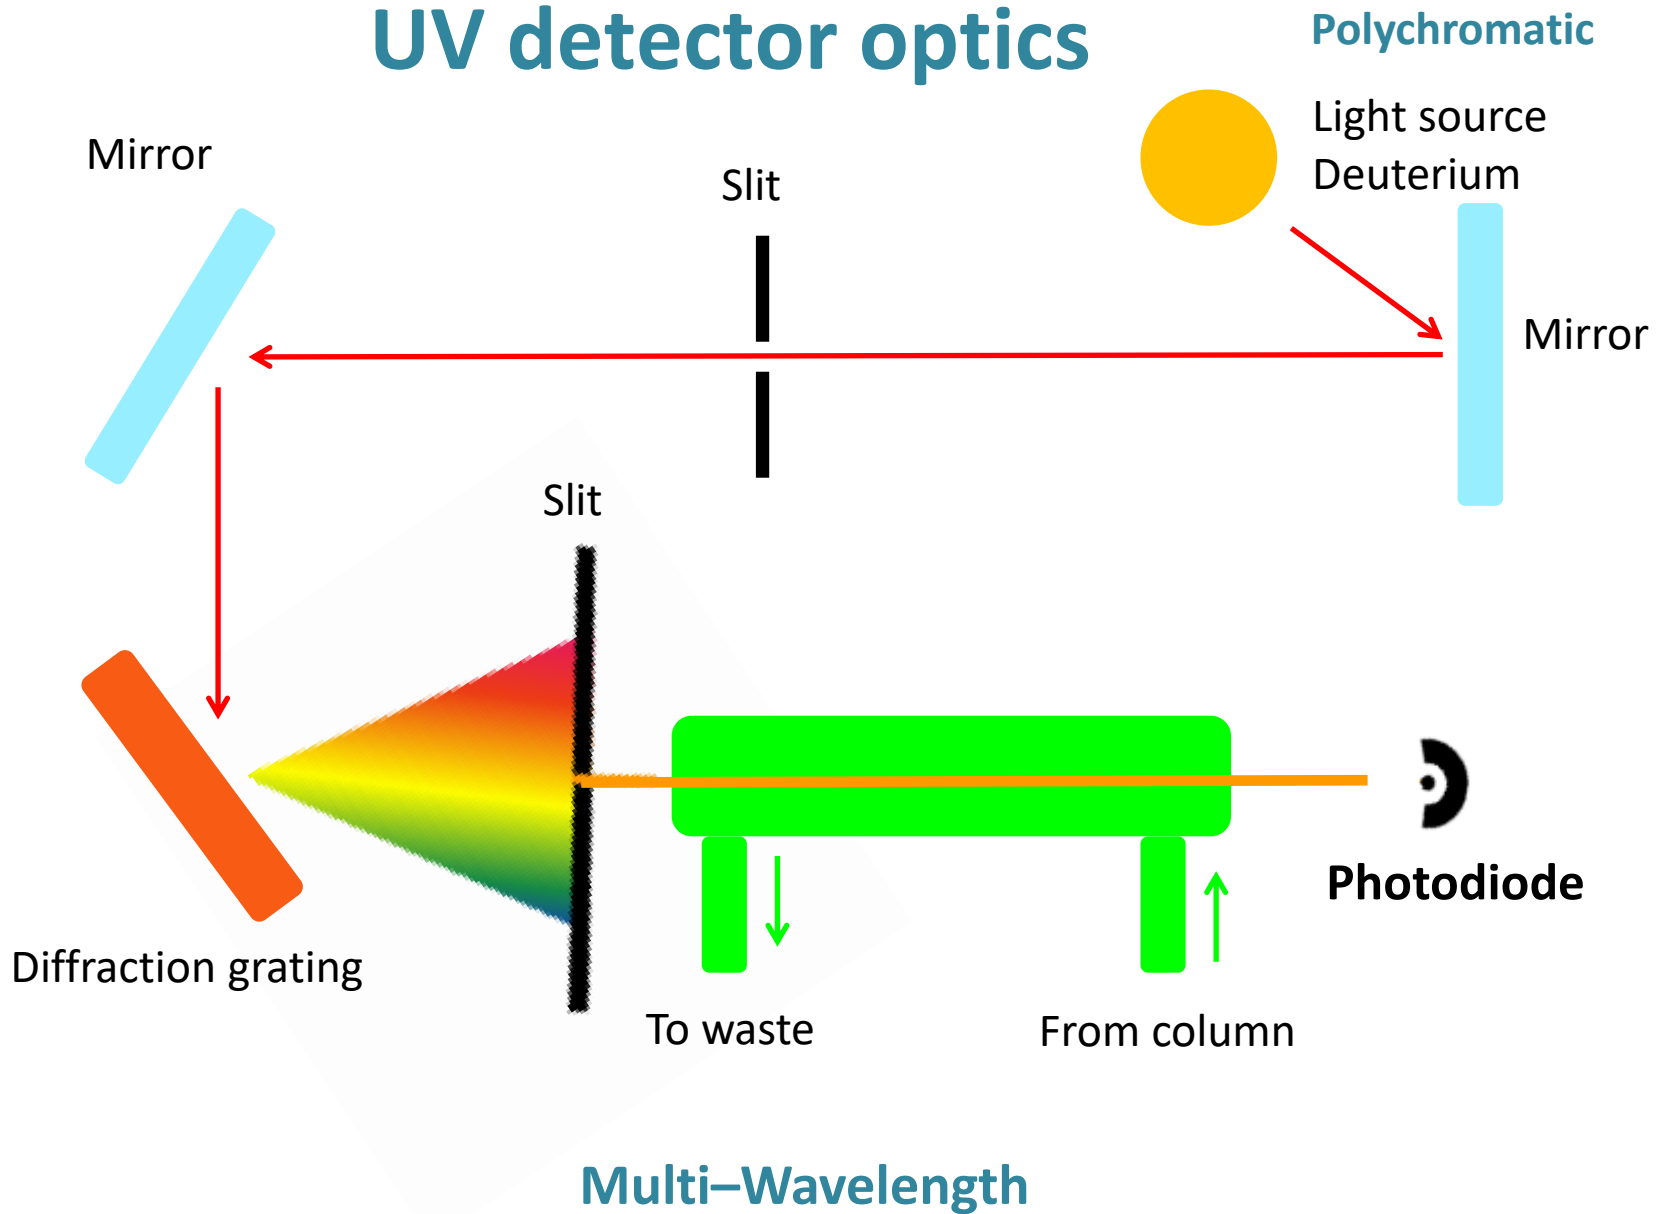 UV detector optics
Polychromatic
Light source
Deuterium
Mirror
Slit
Mirror
Slit
Photodiode
Diffraction grating
To waste
From column
Multi–Wavelength